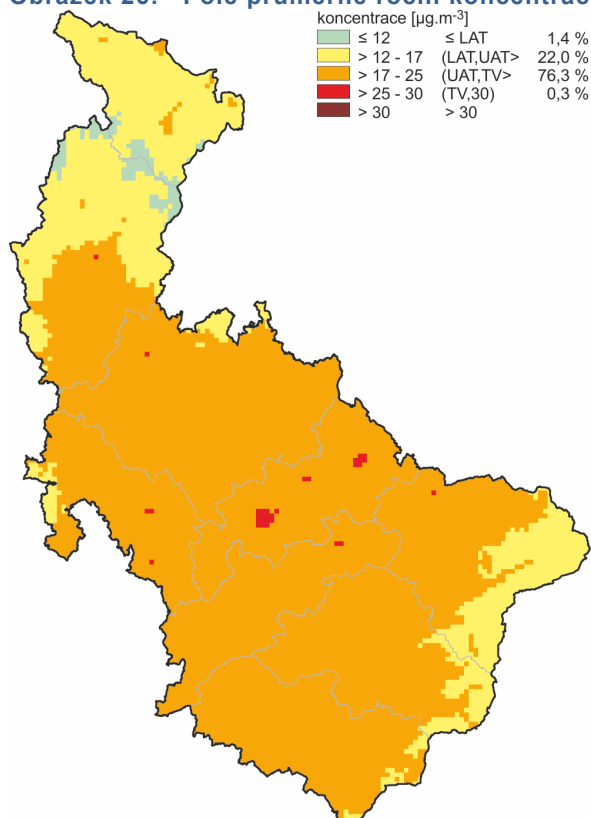 Obrázek 20. Pole průměrné roční koncentrac
koncentrace [µg.m-3]
≤ 12 ≤ LAT 1,4 %
> 12 - 17 (LAT,UAT> 22,0 %
> 17 - 25 (UAT,TV> 76,3 %
> 25 - 30 (TV,30) 0,3 %
> 30 > 30